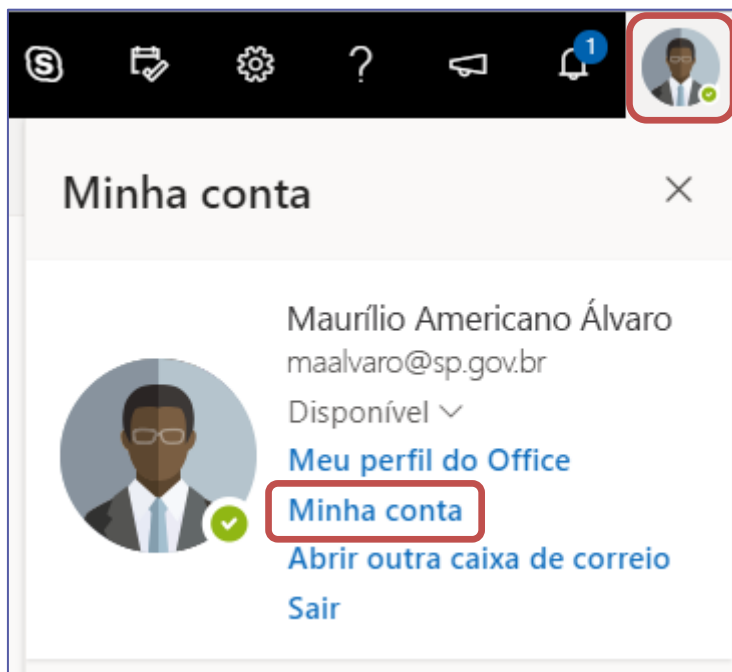 1
Minha conta
Maurílio Americano Álvaro
maalvaro@sp.gov.br
Disponível
Meu perfil do Office
Minha conta
Abrir outra caixa de correio
Sair